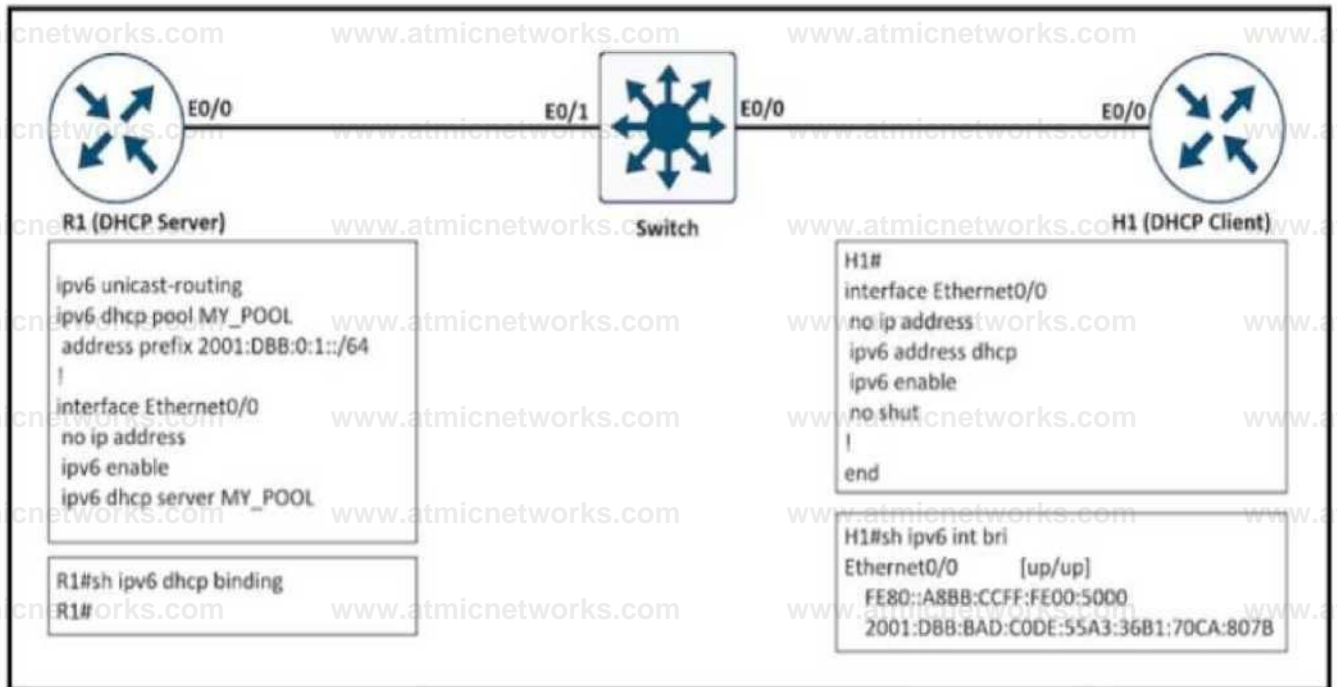 www.atmicnetworks.com
E0/0
E0/1
E0/0
E0/0
R1 (DHCP Server)
Switch
H1 (DHCP Client)
ipv6 unicast-routing
ipv6 dhcp pool MY_POOL
address prefix 2001:DBB:0:1::/64
!
interface Ethernet0/0
no ip address
ipv6 enable
ipv6 dhcp server MY_POOL
R1#sh ipv6 dhcp binding
R1#
H1#
interface Ethernet0/0
no ip address
ipv6 address dhcp
ipv6 enable
no shut
!
end
H1#sh ipv6 int bri
Ethernet0/0 [up/up]
FE80::A8BB:CCFF:FE00:5000
2001:DBB:BAD:C0DE:55A3:36B1:70CA:807B